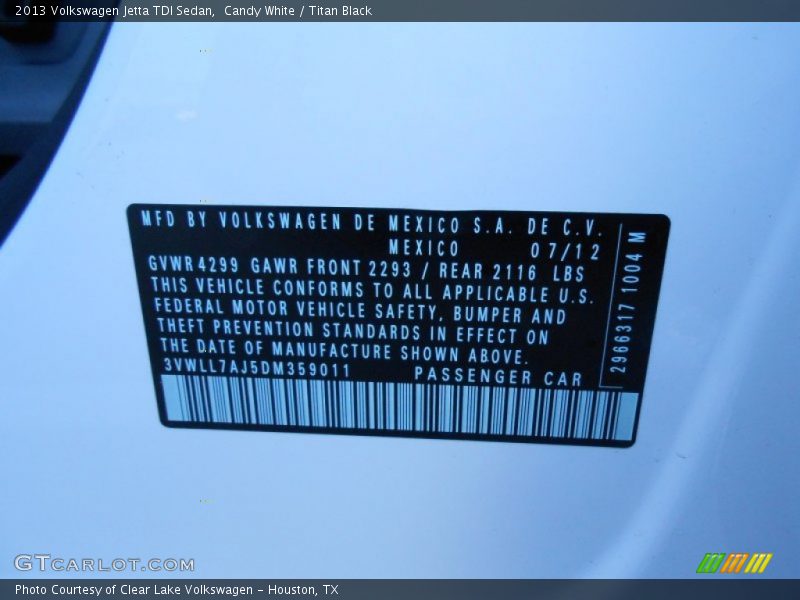 2013 Volkswagen Jetta TDI Sedan,  Candy White / Titan Black
MFD BY VOLKSWAGEN DE MEXICO S.A. DE C.V.
MEXICO 07/12
GVWR4299 GAWR FRONT 2293 / REAR 2116 LBS
THIS VEHICLE CONFORMS TO ALL APPLICABLE U.S.
FEDERAL MOTOR VEHICLE SAFETY, BUMPER AND
THEFT PREVENTION STANDARDS IN EFFECT ON
THE DATE OF MANUFACTURE SHOWN ABOVE.
3VWLL7AJ5DM359011 PASSENGER CAR
2966317 1004 M
GTCARLOT.COM
Photo Courtesy of Clear Lake Volkswagen – Houston, TX